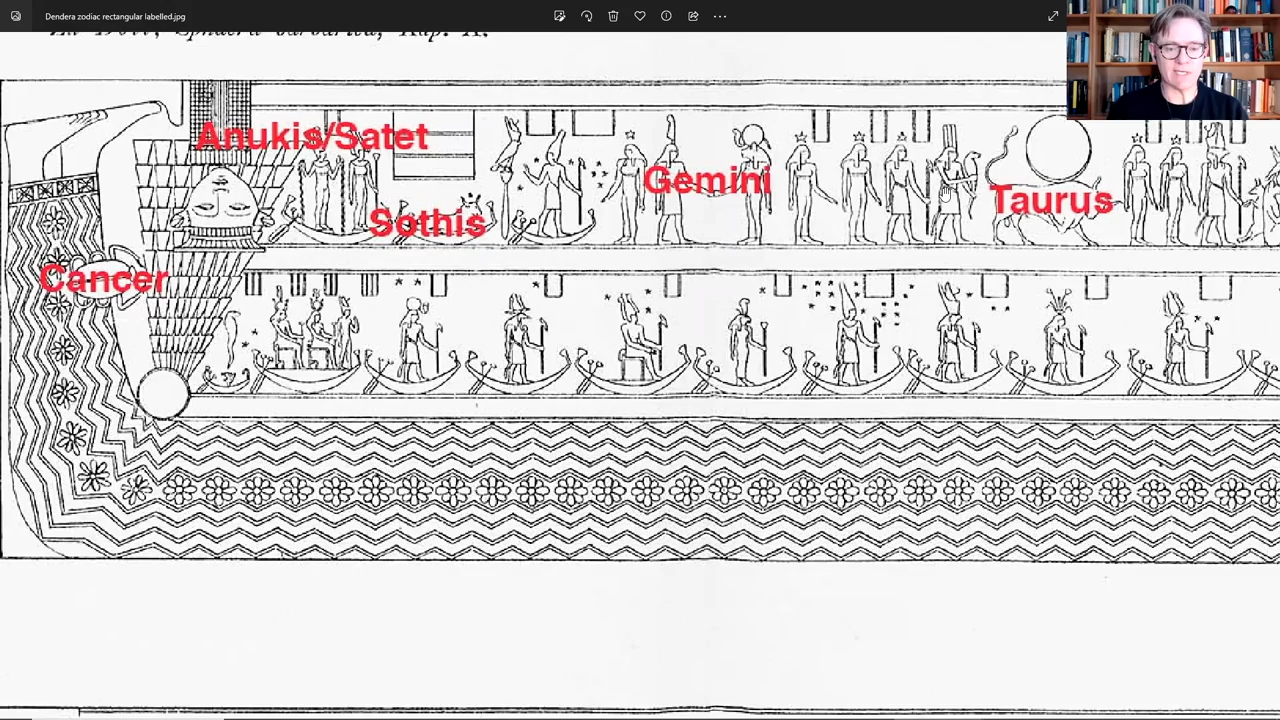 Dendera zodiac rectangular labelled.jpg
Anukis/Satet
Gemini
Taurus
Sothis
Cancer